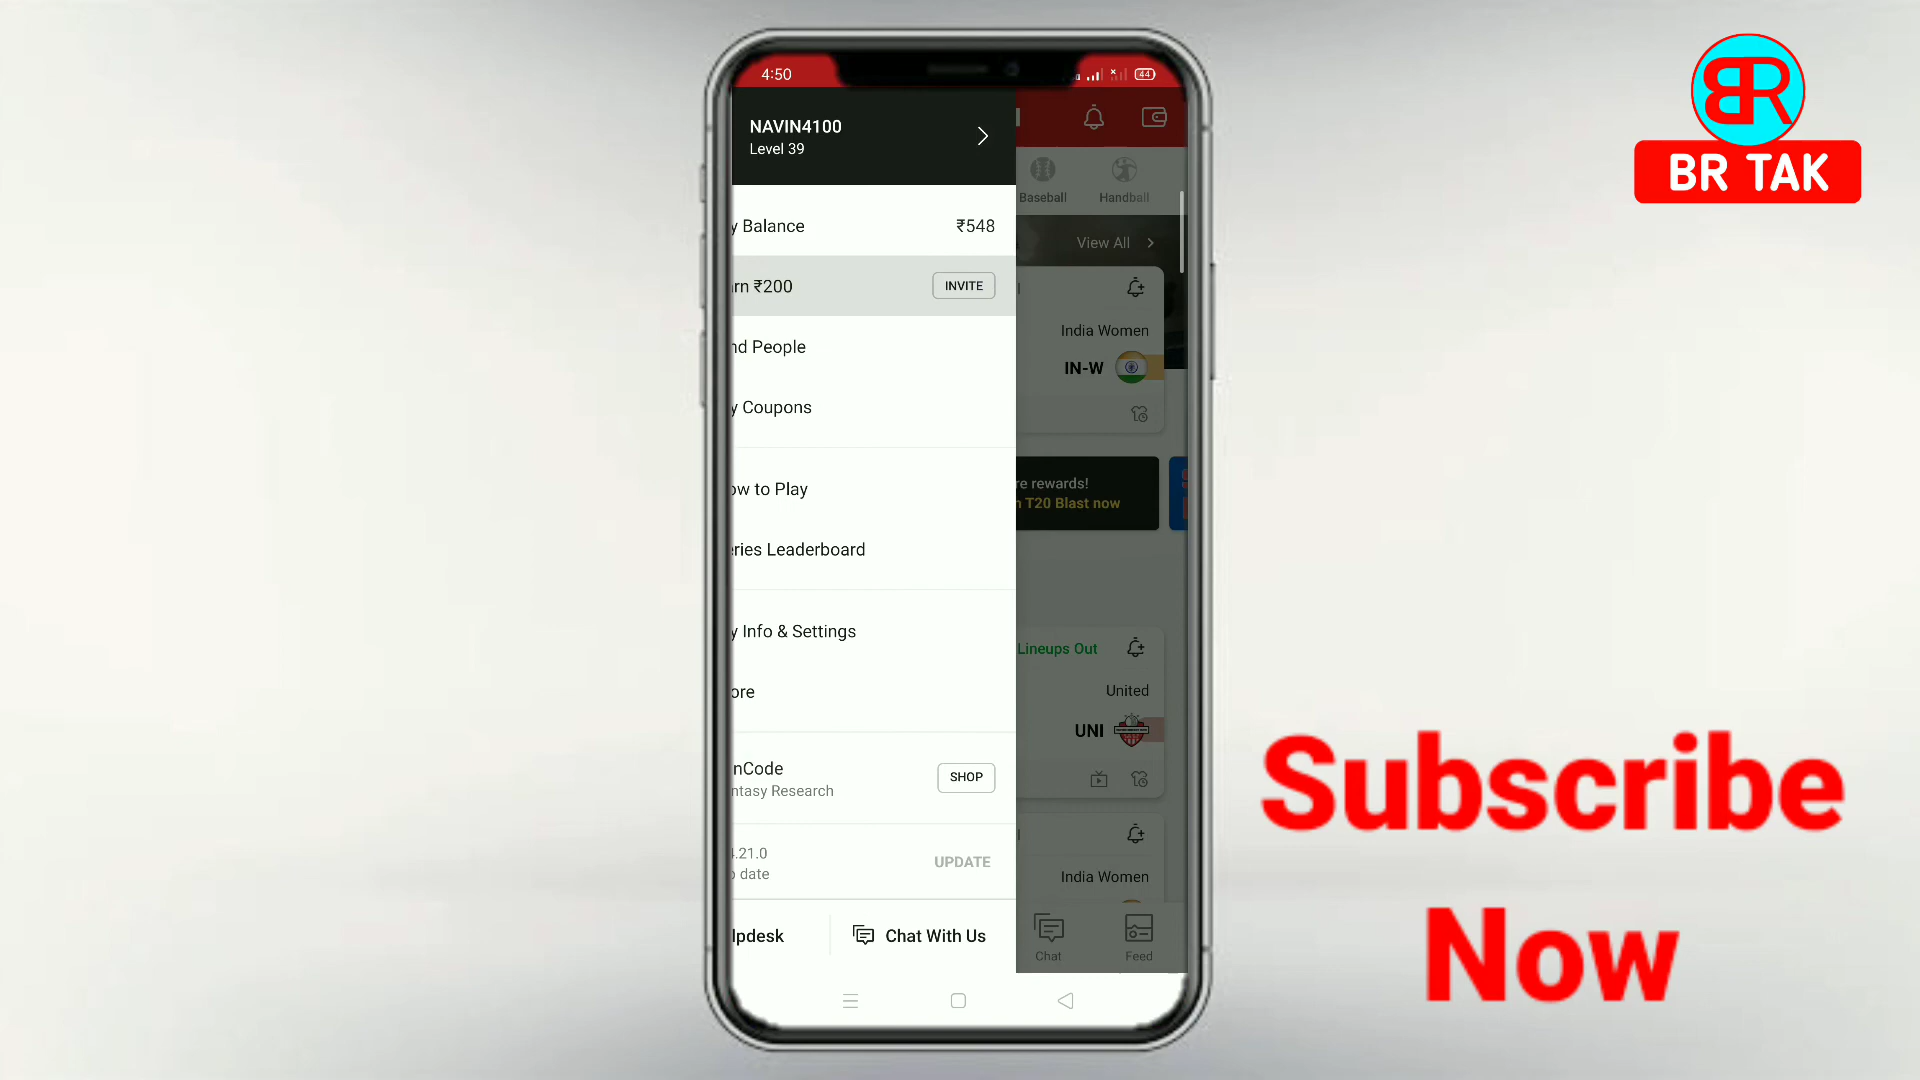 4:50
44
NAVIN4100
Level 39
y Balance
₹548
rn ₹200
INVITE
nd People
y Coupons
ow to Play
eries Leaderboard
y Info & Settings
ore
nCode
ntasy Research
SHOP
4.21.0
o date
UPDATE
lpdesk
Chat With Us
Baseball
Handball
View All
India Women
IN-W
re rewards!
n T20 Blast now
Lineups Out
United
UNI
India Women
Chat
Feed
BR
BR TAK
Subscribe
Now